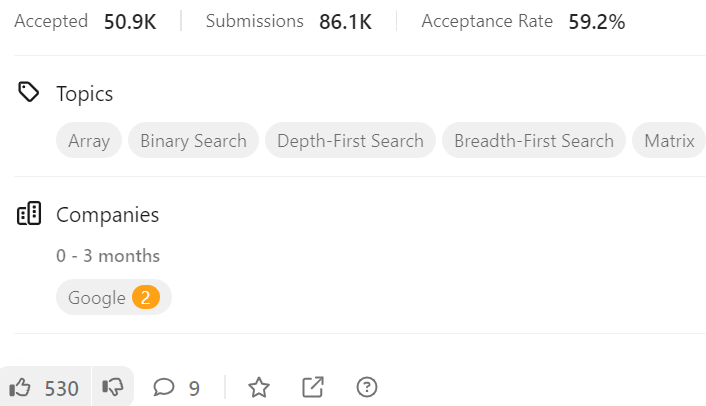 Accepted 50.9K Submissions 86.1K Acceptance Rate 59.2%
Topics
Array Binary Search Depth-First Search Breadth-First Search Matrix
Companies
0 - 3 months
Google 2
530 9